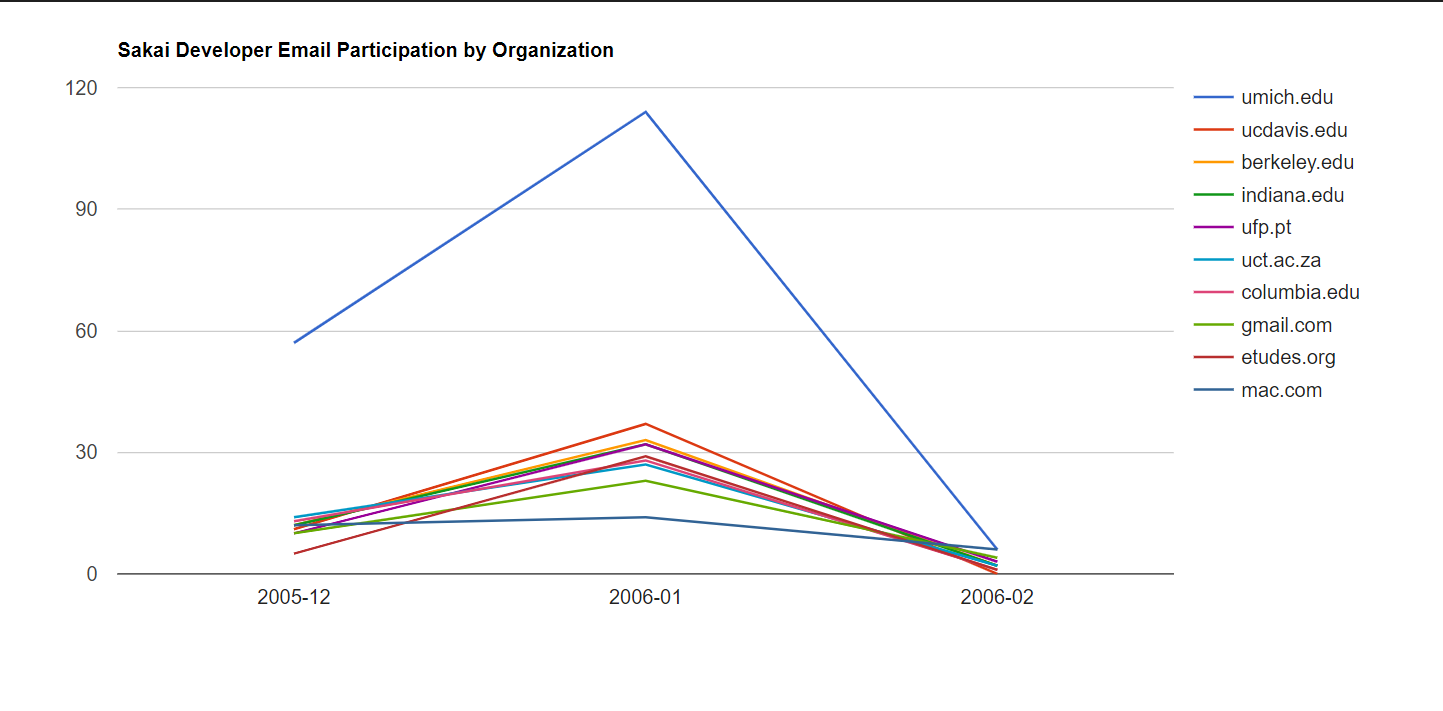 Sakai Developer Email Participation by Organization
120
90
60
30
0
2005-12
2006-01
2006-02
umich.edu
ucdavis.edu
berkeley.edu
indiana.edu
ufp.pt
uct.ac.za
columbia.edu
gmail.com
etudes.org
mac.com